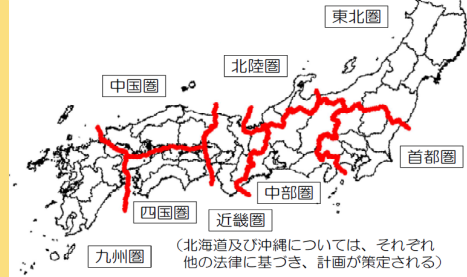 東北圏
北陸圏
中国圏
首都圏
中部圏
四国圏
近畿圏
九州圏
（北海道及び沖縄については、それぞれ
他の法律に基づき、計画が策定される）